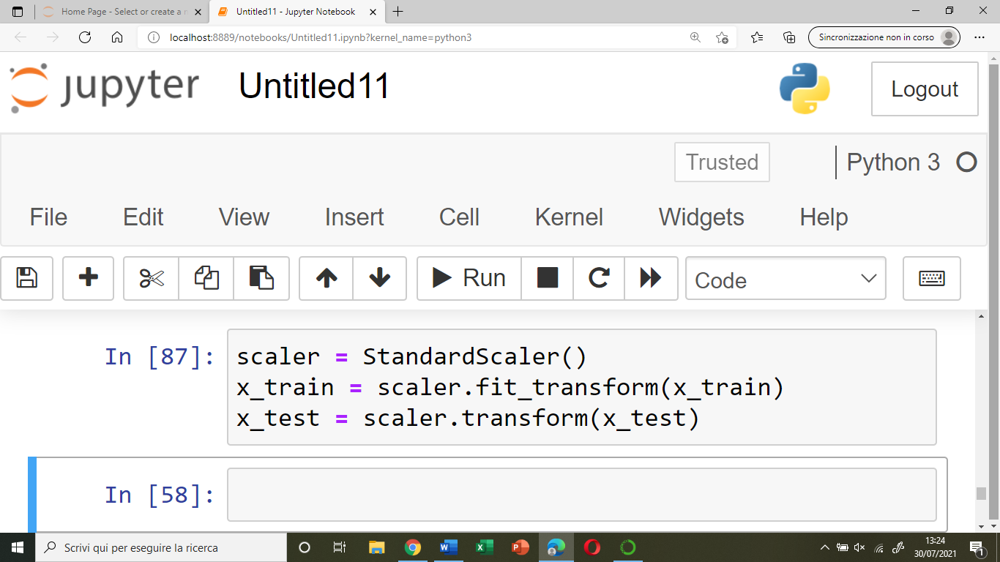 Home Page - Select or create a n
Untitled11 - Jupyter Notebook
localhost:8889/notebooks/Untitled11.ipynb?kernel_name=python3
Sincronizzazione non in corso
jupyter
Untitled11
Logout
Trusted
Python 3
File Edit View Insert Cell Kernel Widgets Help
Run
Code
In [87]:
scaler = StandardScaler()
x_train = scaler.fit_transform(x_train)
x_test = scaler.transform(x_test)
In [58]:
Scrivi qui per eseguire la ricerca
13:24
30/07/2021
1